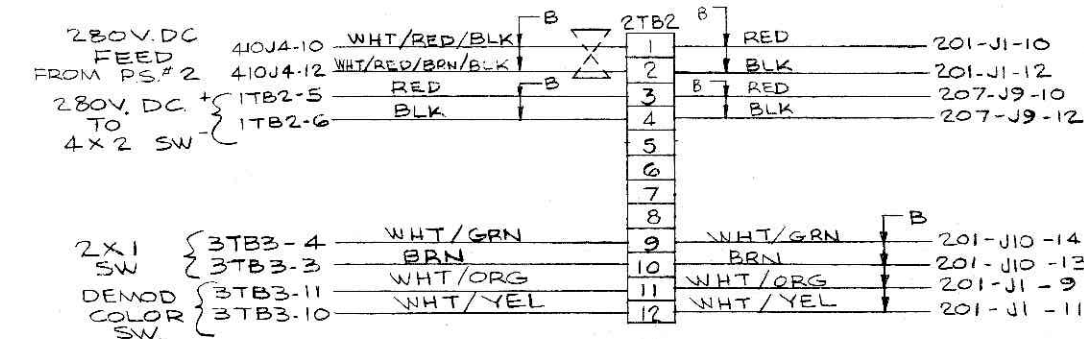 280V.DC
FEED
FROM P.S.#2
410J4-10 WHT/RED/BLK B 2TB2 B 1 RED 201-J1-10
410J4-12 WHT/RED/BRN/BLK 2 BLK 201-J1-12
280V. DC. + 1TB2-5 RED B 3 B RED 207-J9-10
TO
4X2 SW - 1TB2-6 BLK 4 BLK 207-J9-12
5
6
7
8
2X1
SW
3TB3-4 WHT/GRN 9 WHT/GRN B 201-J10-14
3TB3-3 BRN 10 BRN 201-J10-13
DEMOD
COLOR
SW.
3TB3-11 WHT/ORG 11 WHT/ORG 201-J1-9
3TB3-10 WHT/YEL 12 WHT/YEL 201-J1-11